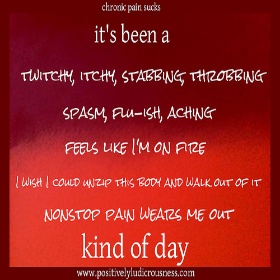 chronic pain sucks
it's been a
TWITCHY, ITCHY, STABBING, THROBBING
SPASM, FLU-ISH, ACHING
FEELS LIKE I'M ON FIRE
I WISH I COULD UNZIP THIS BODY AND WALK OUT OF IT
NONSTOP PAIN WEARS ME OUT
kind of day
www.positivelyludicrousness.com